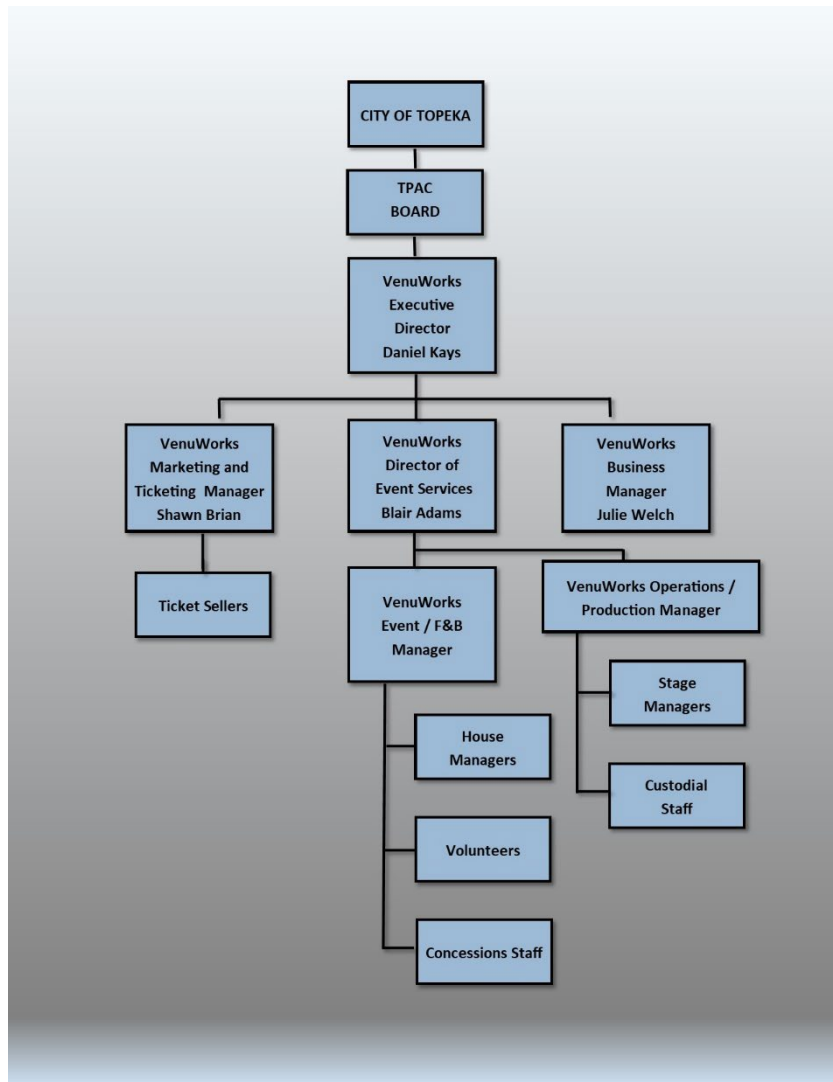 CITY OF TOPEKA
TPAC
BOARD
VenuWorks
Executive
Director
Daniel Kays
VenuWorks
Marketing and
Ticketing Manager
Shawn Brian
VenuWorks
Director of
Event Services
Blair Adams
VenuWorks
Business
Manager
Julie Welch
Ticket Sellers
VenuWorks
Event / F&B
Manager
VenuWorks Operations /
Production Manager
House
Managers
Volunteers
Concessions Staff
Stage
Managers
Custodial
Staff